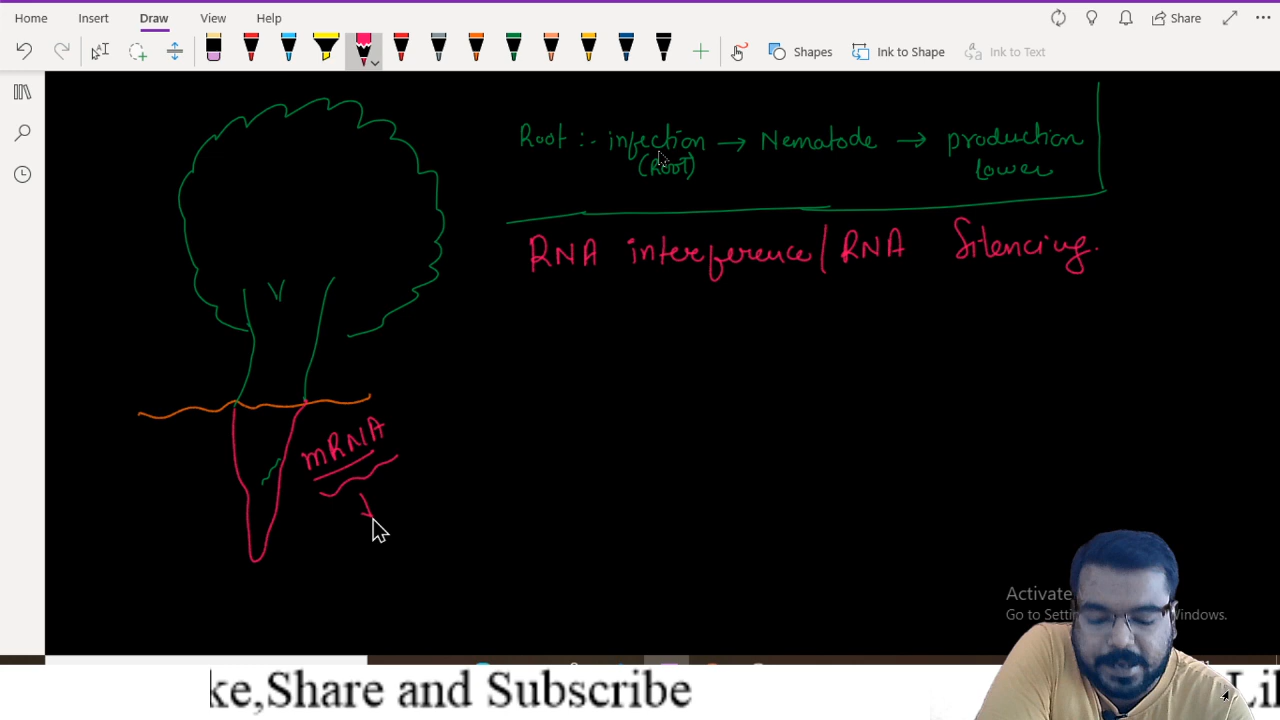 Home Insert Draw View Help Share
Shapes Ink to Shape Ink to Text
Root :- infection → Nematode → production
(Root) lower
RNA interference/RNA Silencing.
mRNA
Activate
Go to Setti Windows.
ke,Share and Subscribe Li